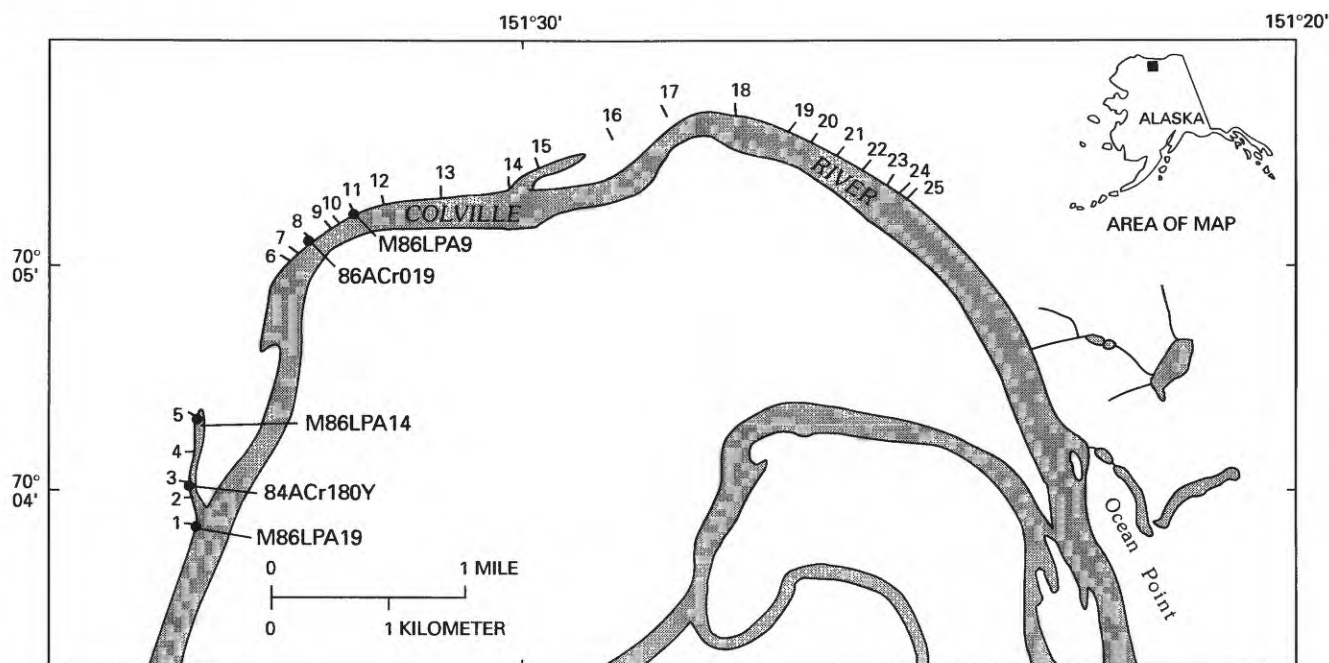 151°30'
151°20'
17
18
16
19
20
21
22
23
24
25
15
14
13
12
11
10
9
8
7
6
COLVILLE
RIVER
ALASKA
AREA OF MAP
M86LPA9
86ACr019
70°
05'
5
M86LPA14
4
3
84ACr180Y
2
70°
04'
1
M86LPA19
Ocean Point
0
1 MILE
0
1 KILOMETER